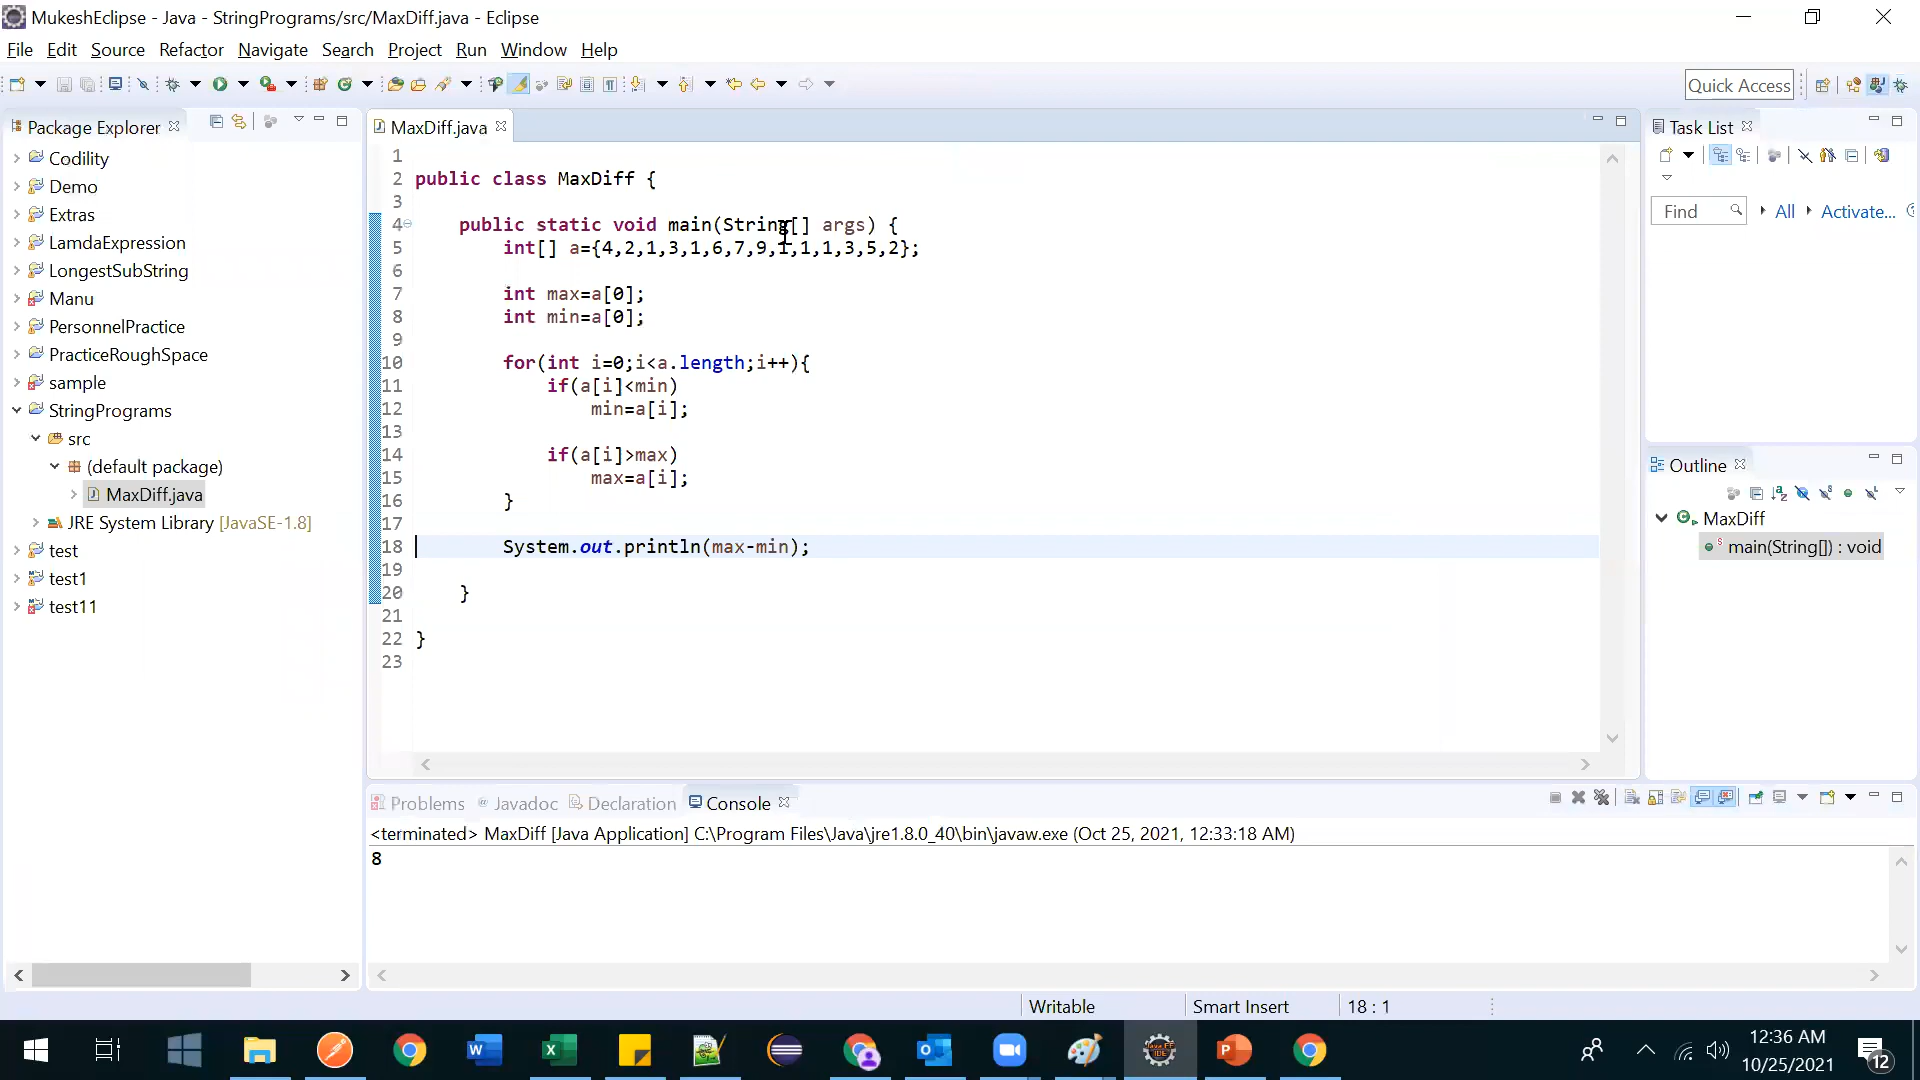 MukeshEclipse - Java - StringPrograms/src/MaxDiff.java - Eclipse
File Edit Source Refactor Navigate Search Project Run Window Help
Quick Access
Package Explorer
Codility
Demo
Extras
LamdaExpression
LongestSubString
Manu
PersonnelPractice
PracticeRoughSpace
sample
StringPrograms
src
(default package)
MaxDiff.java
JRE System Library [JavaSE-1.8]
test
test1
test11
MaxDiff.java
1
2 public class MaxDiff {
3
4 public static void main(String[] args) {
5 int[] a={4,2,1,3,1,6,7,9,1,1,1,3,5,2};
6
7 int max=a[0];
8 int min=a[0];
9
10 for(int i=0;i<a.length;i++){
11 if(a[i]<min)
12 min=a[i];
13
14 if(a[i]>max)
15 max=a[i];
16 }
17
18 System.out.println(max-min);
19
20 }
21
22 }
23
Task List
Find All Activate...
Outline
MaxDiff
main(String[]) : void
Problems Javadoc Declaration Console
<terminated> MaxDiff [Java Application] C:\Program Files\Java\jre1.8.0_40\bin\javaw.exe (Oct 25, 2021, 12:33:18 AM)
8
Writable Smart Insert 18 : 1
12:36 AM
10/25/2021
12